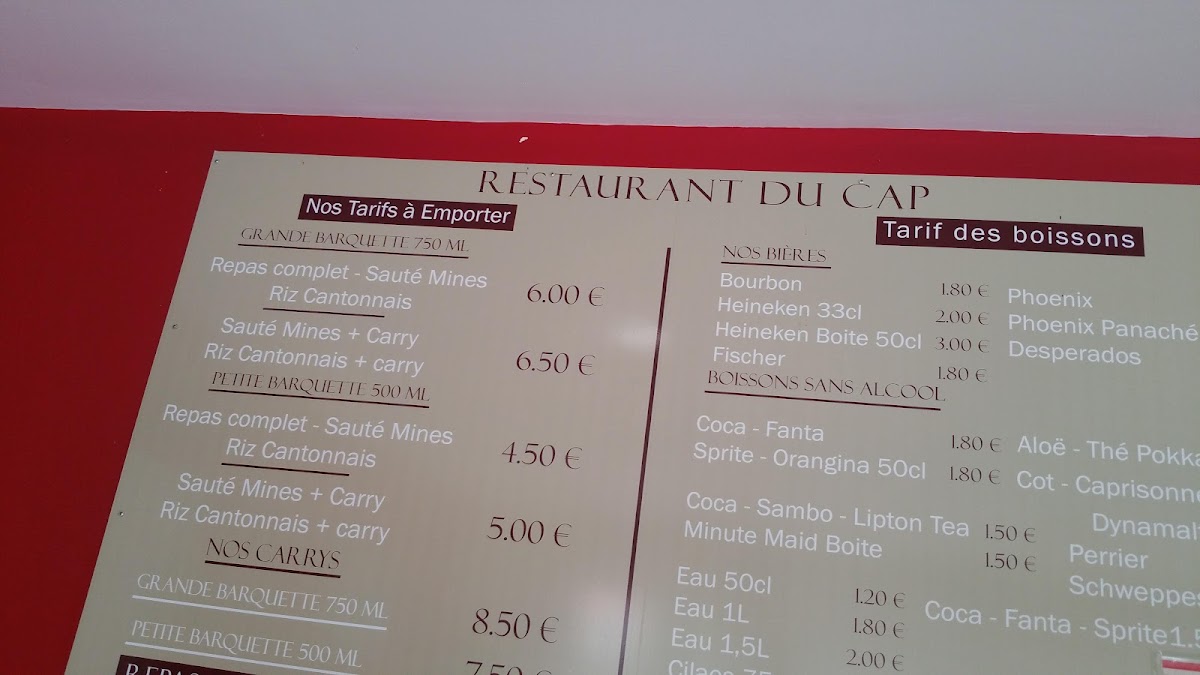 RESTAURANT DU CAP
Nos Tarifs à Emporter
GRANDE BARQUETTE 750 ML
Repas complet - Sauté Mines
Riz Cantonnais
6.00 €
Sauté Mines + Carry
Riz Cantonnais + carry
6.50 €
PETITE BARQUETTE 500 ML
Repas complet - Sauté Mines
Riz Cantonnais
4.50 €
Sauté Mines + Carry
Riz Cantonnais + carry
5.00 €
NOS CARRYS
GRANDE BARQUETTE 750 ML
8.50 €
PETITE BARQUETTE 500 ML
7.50 €
Tarif des boissons
NOS BIÈRES
Bourbon 1.80 €
Heineken 33cl 2.00 €
Heineken Boite 50cl 3.00 €
Fischer 1.80 €
Phoenix
Phoenix Panaché
Desperados
BOISSONS SANS ALCOOL
Coca - Fanta 1.80 €
Sprite - Orangina 50cl 1.80 €
Coca - Sambo - Lipton Tea 1.50 €
Minute Maid Boite 1.50 €
Eau 50cl 1.20 €
Eau 1L 1.80 €
Eau 1,5L 2.00 €
Aloë - Thé Pokka
Cot - Caprisonne
Dynamal
Perrier
Schweppes
Coca - Fanta - Sprite1.5